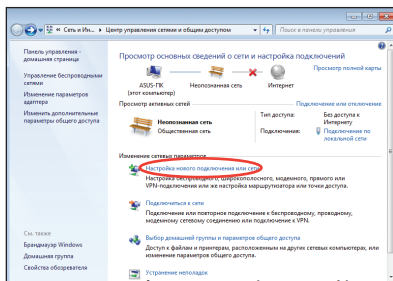 « Сеть и Ин... ▸ Центр управления сетями и общим доступом
Поиск в панели управления
Панель управления -
домашняя страница
Управление беспроводными
сетями
Изменение параметров
адаптера
Изменить дополнительные
параметры общего доступа
См. также
Брандмауэр Windows
Домашняя группа
Свойства обозревателя
Просмотр основных сведений о сети и настройка подключений
Просмотр полной карты
ASUS-ПК
(этот компьютер)
Неопознанная сеть
Интернет
Просмотр активных сетей
Подключение или отключение
Неопознанная сеть
Общественная сеть
Тип доступа: Без доступа к
Интернету
Подключения: Подключение по
локальной сети
Изменение сетевых параметров
Настройка нового подключения или сети
Настройка беспроводного, широкополосного, модемного, прямого или
VPN-подключения или же настройка маршрутизатора или точки доступа.
Подключиться к сети
Подключение или повторное подключение к беспроводному, проводному,
модемному сетевому соединению или подключение к VPN.
Выбор домашней группы и параметров общего доступа
Доступ к файлам и принтерам, расположенным на других сетевых компьютерах, или
изменение параметров общего доступа.
Устранение неполадок